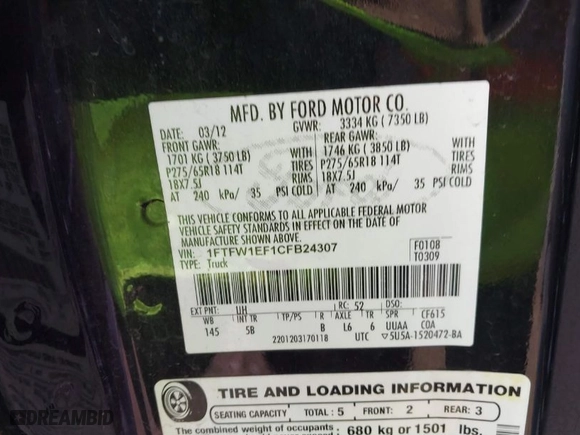 MFD. BY FORD MOTOR CO.
DATE: 03/12 GVWR: 3334 KG ( 7350 LB)
FRONT GAWR: REAR GAWR:
1701 KG ( 3750 LB) WITH 1746 KG ( 3850 LB) WITH
P275/65R18 114T TIRES P275/65R18 114T TIRES
18X7.5J RIMS 18X7.5J RIMS
AT 240 kPa/ 35 PSI COLD AT 240 kPa/ 35 PSI COLD
THIS VEHICLE CONFORMS TO ALL APPLICABLE FEDERAL MOTOR
VEHICLE SAFETY STANDARDS IN EFFECT ON THE DATE OF
MANUFACTURE SHOWN ABOVE.
VIN: 1FTFW1EF1CFB24307 F0108
TYPE: Truck T0309
EXT PNT: UH RC: 52 DSO:
WB INT TR TP/PS R AXLE TR SPR CF615
145 5B B L6 6 UUAA COA
2201203170118 UTC 5U5A-1520472-BA
TIRE AND LOADING INFORMATION
SEATING CAPACITY TOTAL : 5 FRONT: 2 REAR: 3
The combined weight of occupants 680 kg or 1501 lbs.
DREAMBID